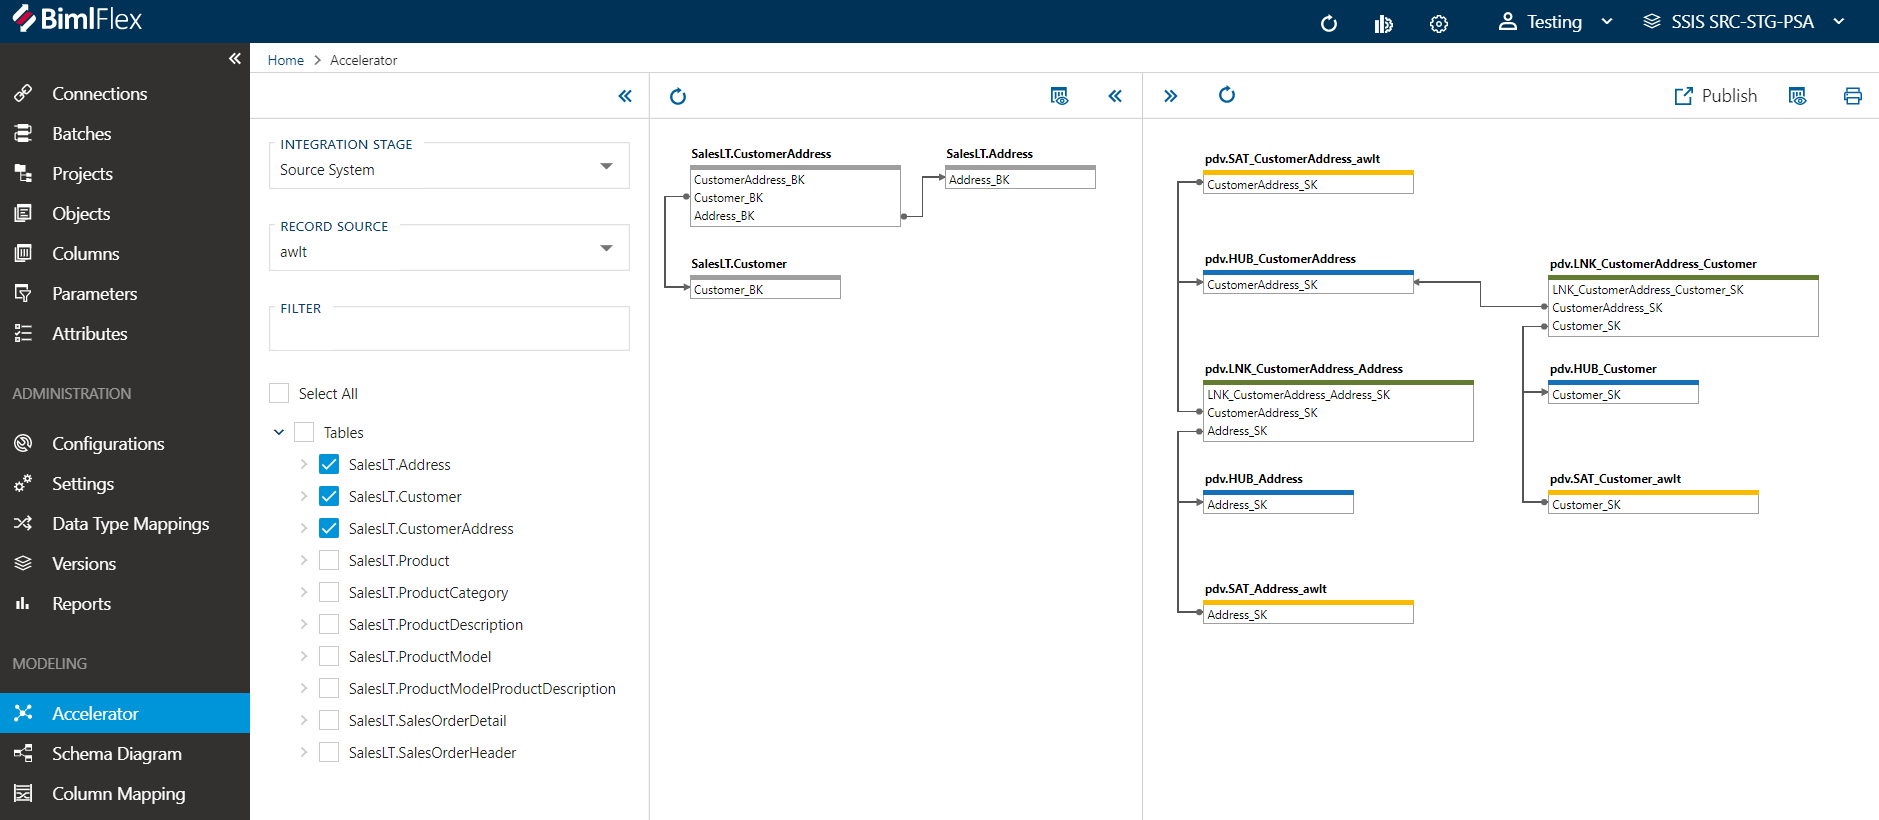 BimlFlex
Testing
SSIS SRC-STG-PSA
Connections
Batches
Projects
Objects
Columns
Parameters
Attributes
ADMINISTRATION
Configurations
Settings
Data Type Mappings
Versions
Reports
MODELING
Accelerator
Schema Diagram
Column Mapping
Home > Accelerator
INTEGRATION STAGE
Source System
RECORD SOURCE
awlt
FILTER
Select All
Tables
SalesLT.Address
SalesLT.Customer
SalesLT.CustomerAddress
SalesLT.Product
SalesLT.ProductCategory
SalesLT.ProductDescription
SalesLT.ProductModel
SalesLT.ProductModelProductDescription
SalesLT.SalesOrderDetail
SalesLT.SalesOrderHeader
SalesLT.CustomerAddress
CustomerAddress_BK
Customer_BK
Address_BK
SalesLT.Address
Address_BK
SalesLT.Customer
Customer_BK
Publish
pdv.SAT_CustomerAddress_awlt
CustomerAddress_SK
pdv.HUB_CustomerAddress
CustomerAddress_SK
pdv.LNK_CustomerAddress_Address
LNK_CustomerAddress_Address_SK
CustomerAddress_SK
Address_SK
pdv.HUB_Address
Address_SK
pdv.SAT_Address_awlt
Address_SK
pdv.LNK_CustomerAddress_Customer
LNK_CustomerAddress_Customer_SK
CustomerAddress_SK
Customer_SK
pdv.HUB_Customer
Customer_SK
pdv.SAT_Customer_awlt
Customer_SK